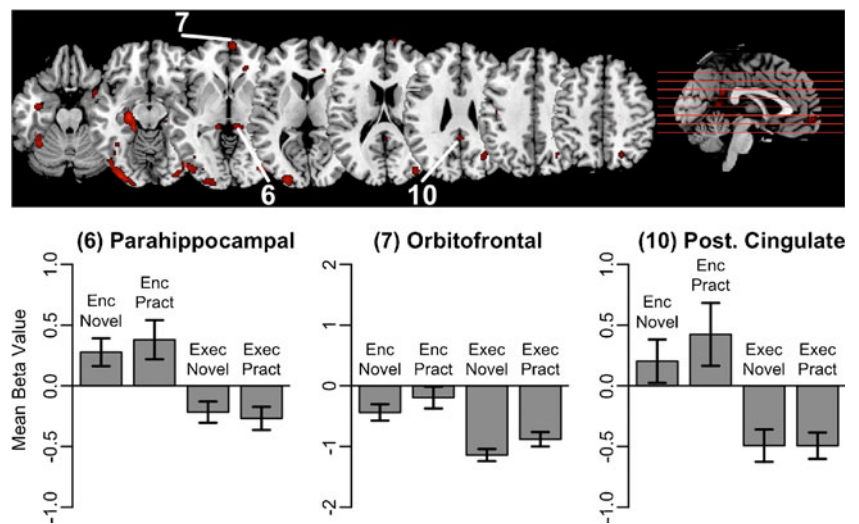 7
6
10
(6) Parahippocampal
(7) Orbitofrontal
(10) Post. Cingulate
Mean Beta Value
1.0
0.5
0.0
-0.5
-1.0
Enc
Novel
Enc
Pract
Exec
Novel
Exec
Pract
2
1
0
-1
-2
Enc
Novel
Enc
Pract
Exec
Novel
Exec
Pract
1.0
0.5
0.0
-0.5
-1.0
Enc
Novel
Enc
Pract
Exec
Novel
Exec
Pract